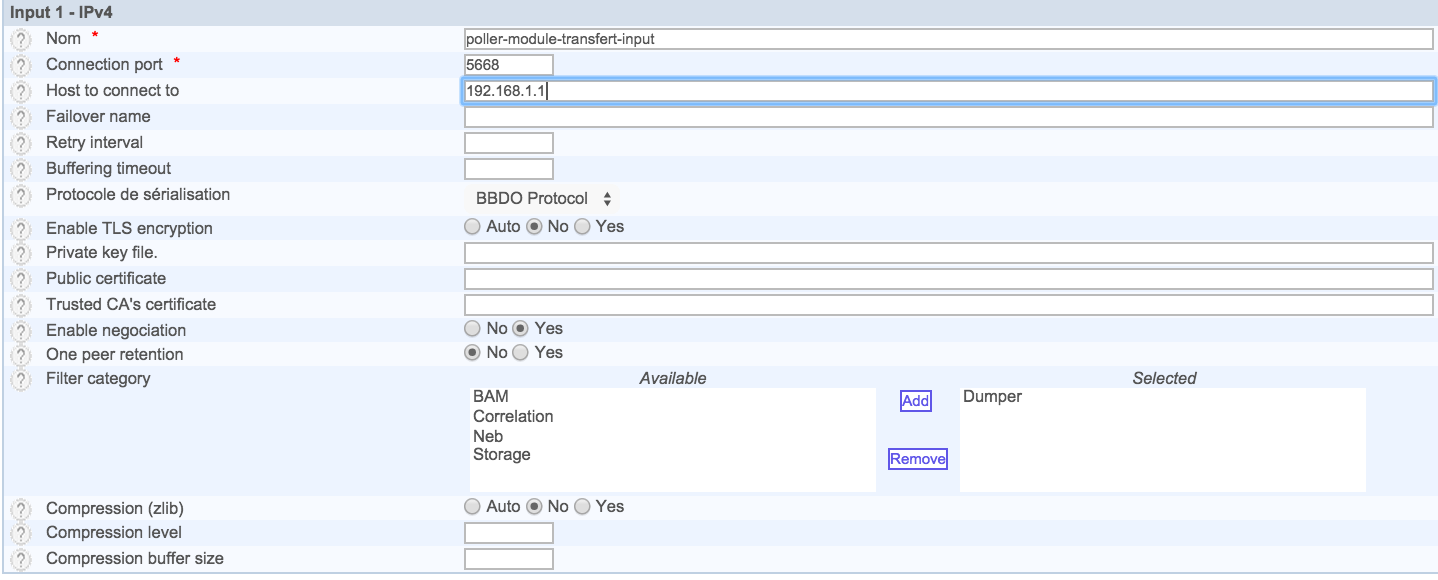 Input 1 - IPv4
? Nom * poller-module-transfert-input
? Connection port * 5668
? Host to connect to 192.168.1.1
? Failover name
? Retry interval
? Buffering timeout
? Protocole de sérialisation BBDO Protocol
? Enable TLS encryption Auto No Yes
? Private key file.
? Public certificate
? Trusted CA's certificate
? Enable negociation No Yes
? One peer retention No Yes
? Filter category Available Selected
BAM Add Dumper
Correlation
Neb
Storage Remove
? Compression (zlib) Auto No Yes
? Compression level
? Compression buffer size